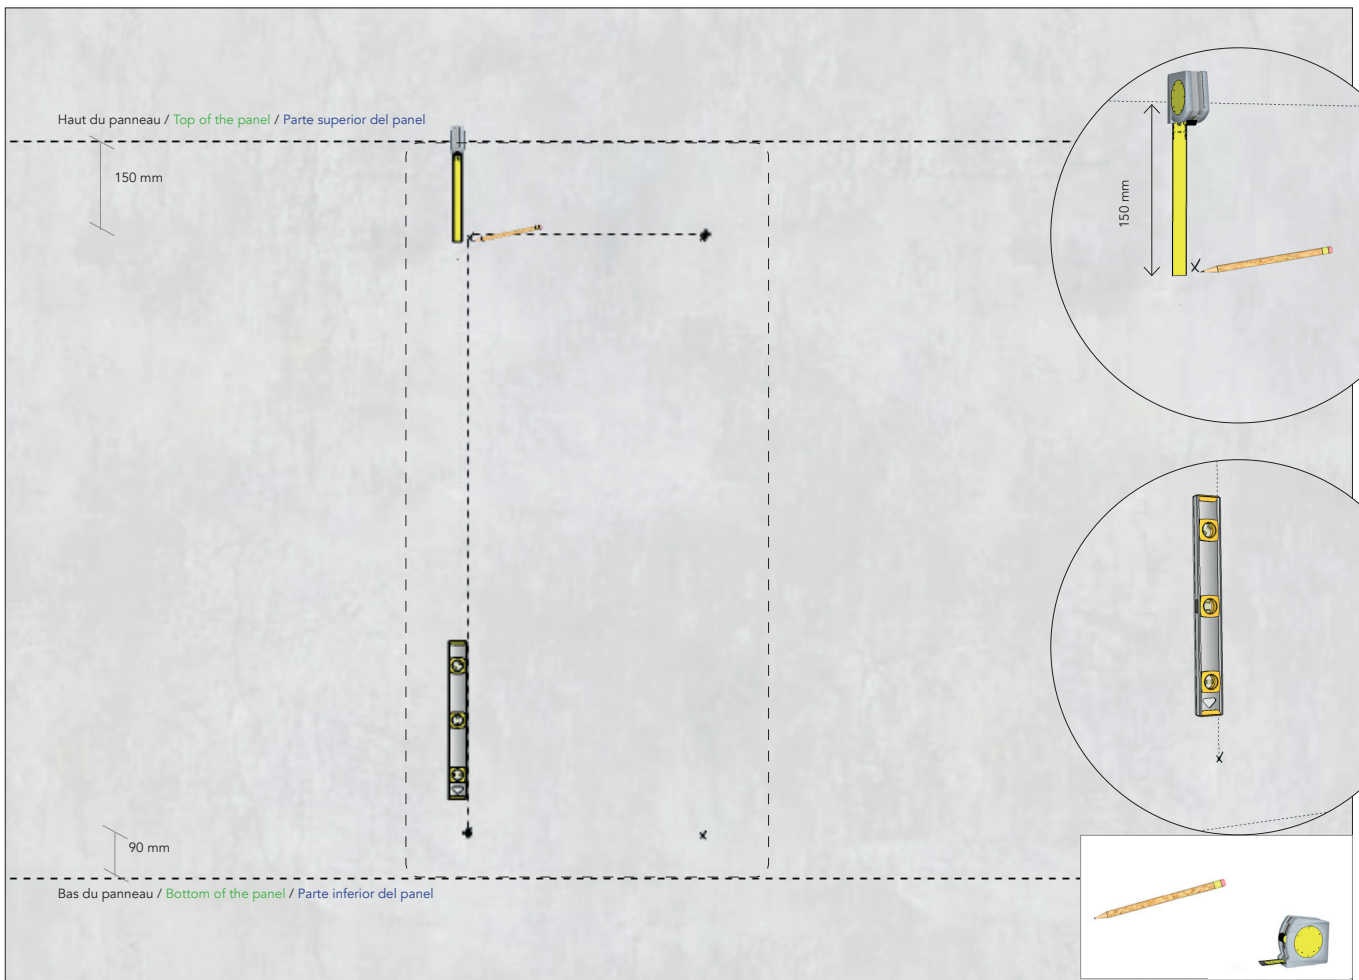 Haut du panneau / Top of the panel / Parte superior del panel
150 mm
150 mm
90 mm
Bas du panneau / Bottom of the panel / Parte inferior del panel